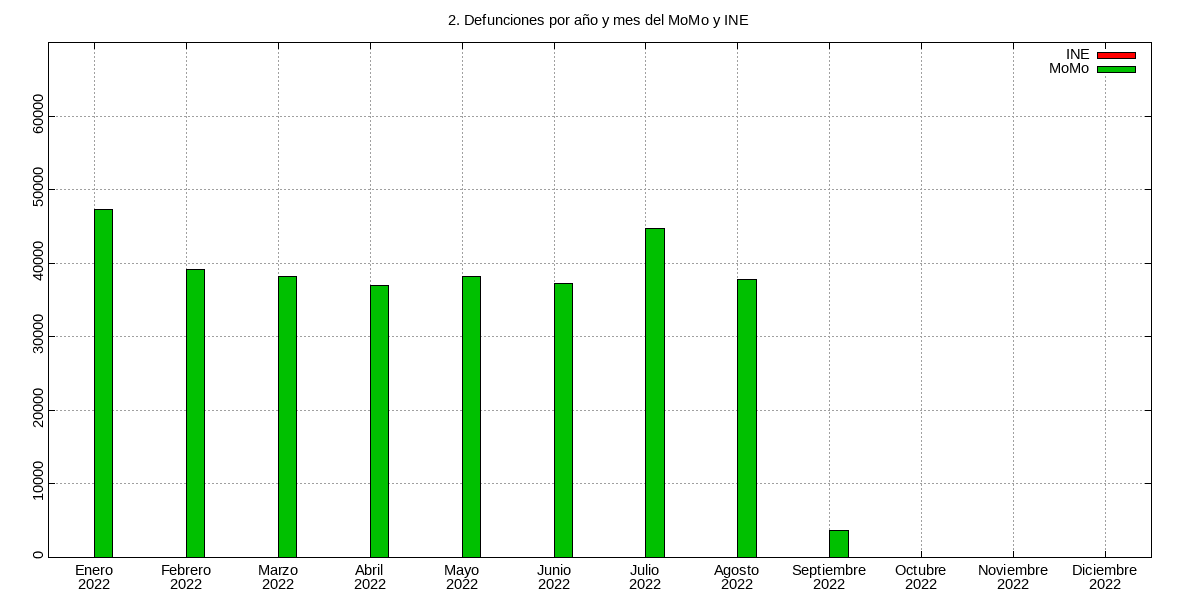 2. Defunciones por año y mes del MoMo y INE
INE
MoMo
60000
50000
40000
30000
20000
10000
0
Enero Febrero Marzo Abril Mayo Junio Julio Agosto Septiembre Octubre Noviembre Diciembre
2022 2022 2022 2022 2022 2022 2022 2022 2022 2022 2022 2022